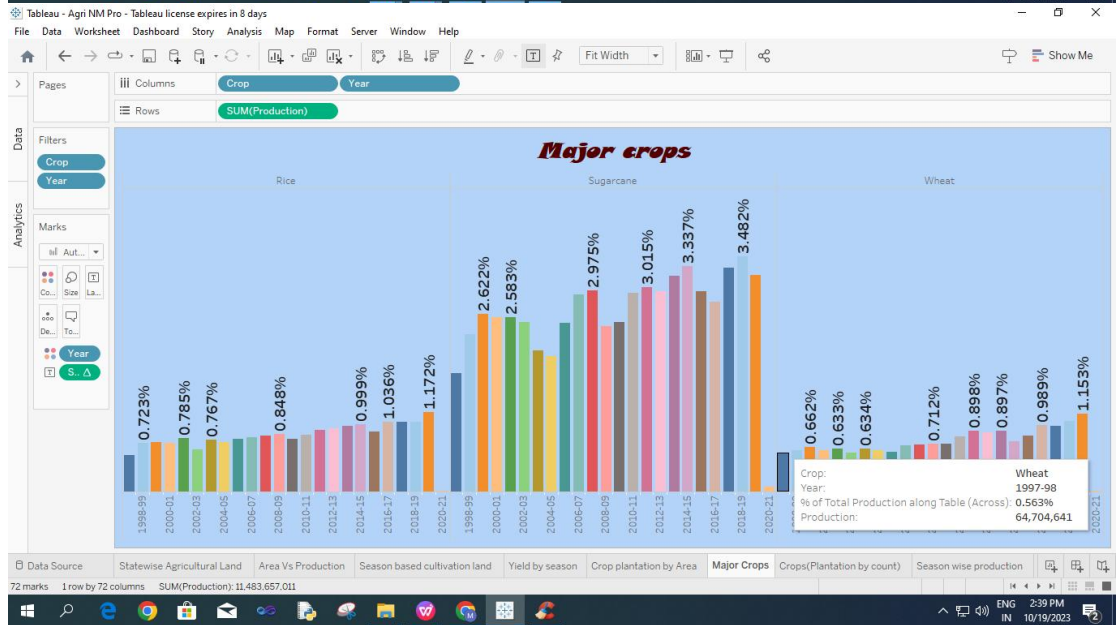 Tableau - Agri NM Pro - Tableau license expires in 8 days
File Data Worksheet Dashboard Story Analysis Map Format Server Window Help
Fit Width
Show Me
Pages
Columns Crop Year
Rows SUM(Production)
Data
Analytics
Filters
Crop
Year
Marks
Aut...
Co... Size La...
De... To...
Year
S.. Δ
Major crops
Rice Sugarcane Wheat
0.723% 0.785% 0.767% 0.848% 0.999% 1.036% 1.172%
2.622% 2.583% 2.975% 3.015% 3.337% 3.482%
0.662% 0.633% 0.634% 0.712% 0.898% 0.897% 0.989% 1.153%
1998-99 2000-01 2002-03 2004-05 2006-07 2008-09 2010-11 2012-13 2014-15 2016-17 2018-19 2020-21
1998-99 2000-01 2002-03 2004-05 2006-07 2008-09 2010-11 2012-13 2014-15 2016-17 2018-19 2020-21
2020-21
Crop: Wheat
Year: 1997-98
% of Total Production along Table (Across): 0.563%
Production: 64,704,641
Data Source Statewise Agricultural Land Area Vs Production Season based cultivation land Yield by season Crop plantation by Area Major Crops Crops(Plantation by count) Season wise production
72 marks 1 row by 72 columns SUM(Production): 11,483,657,011
ENG 2:39 PM
IN 10/19/2023
2